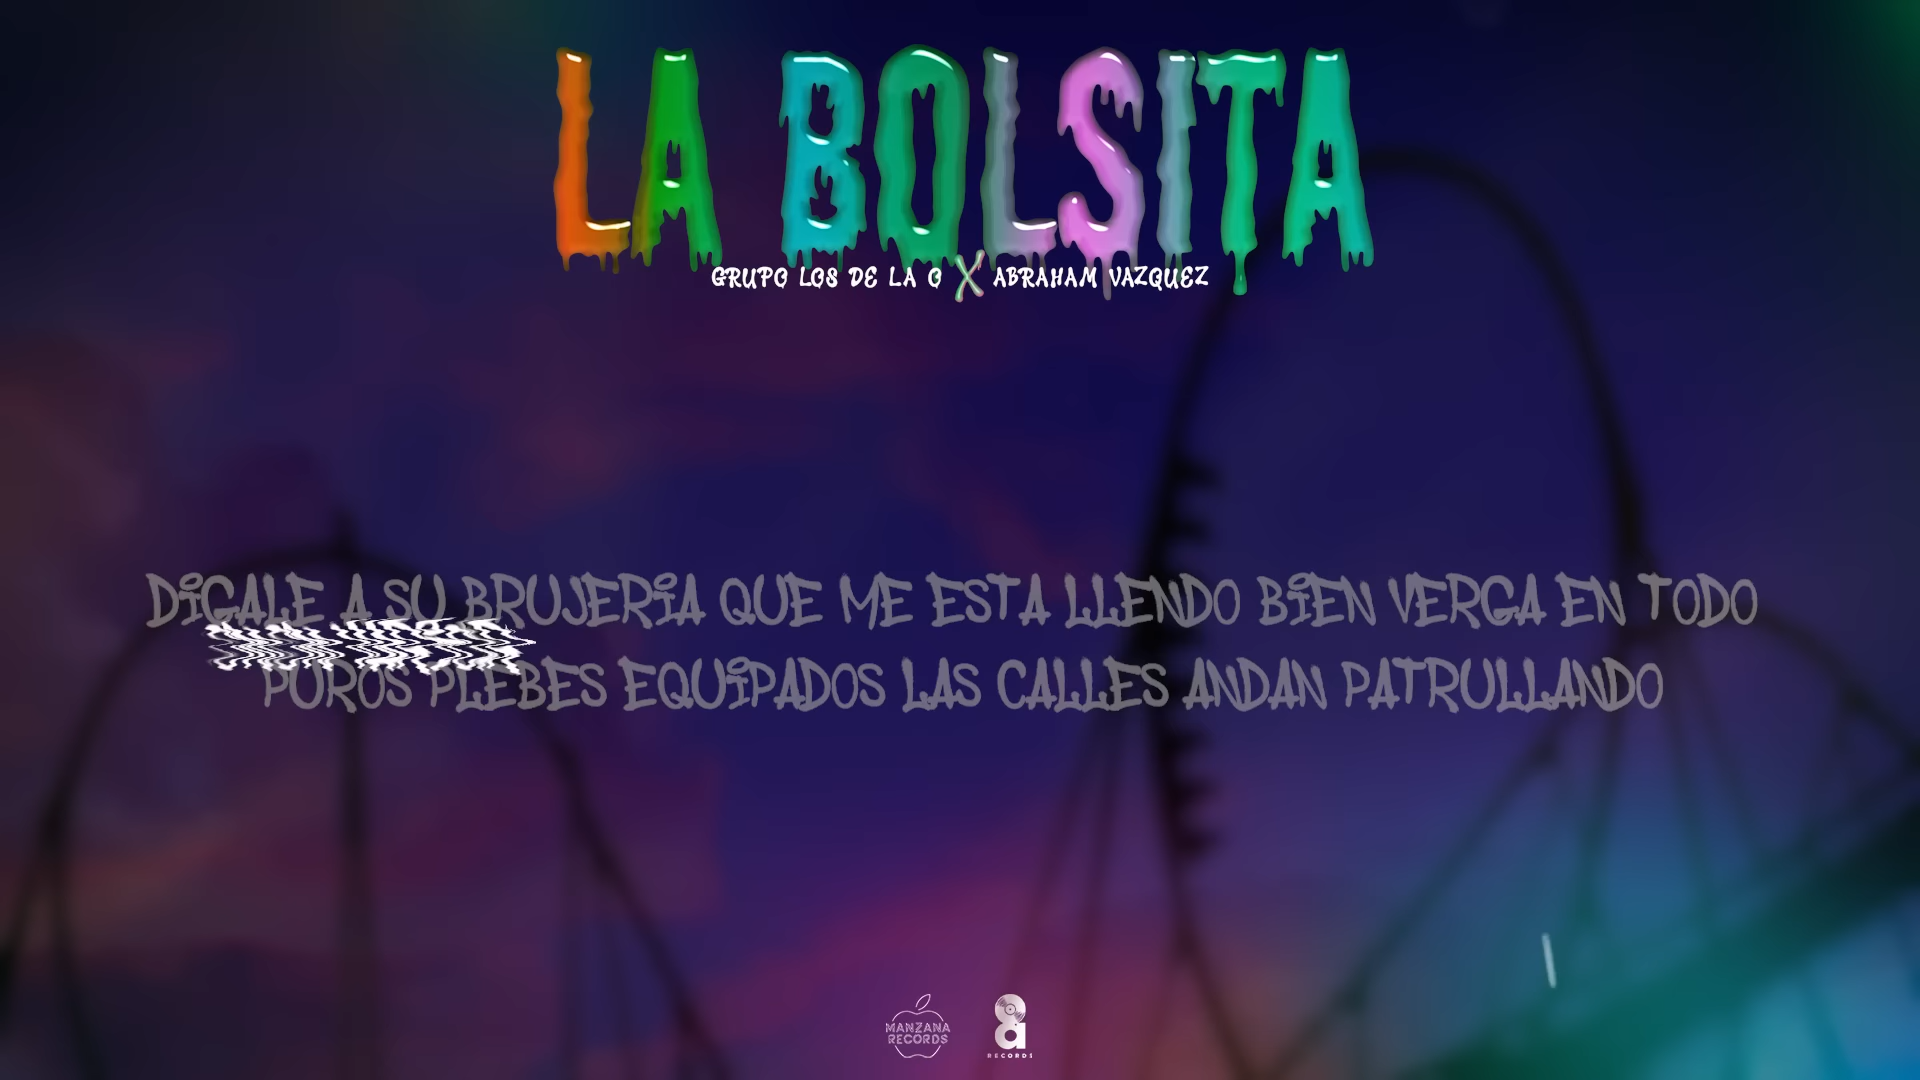 LA BOLSITA
GRUPO LOS DE LA O X ABRAHAM VAZQUEZ
DiGALE A SU BRUJERiA QUE ME ESTA LLENDO BiEN VERGA EN TODO
PUROS PLEBES EQUiPADOS LAS CALLES ANDAN PATRULLANDO
MANZANA
RECORDS
8a
RECORDS